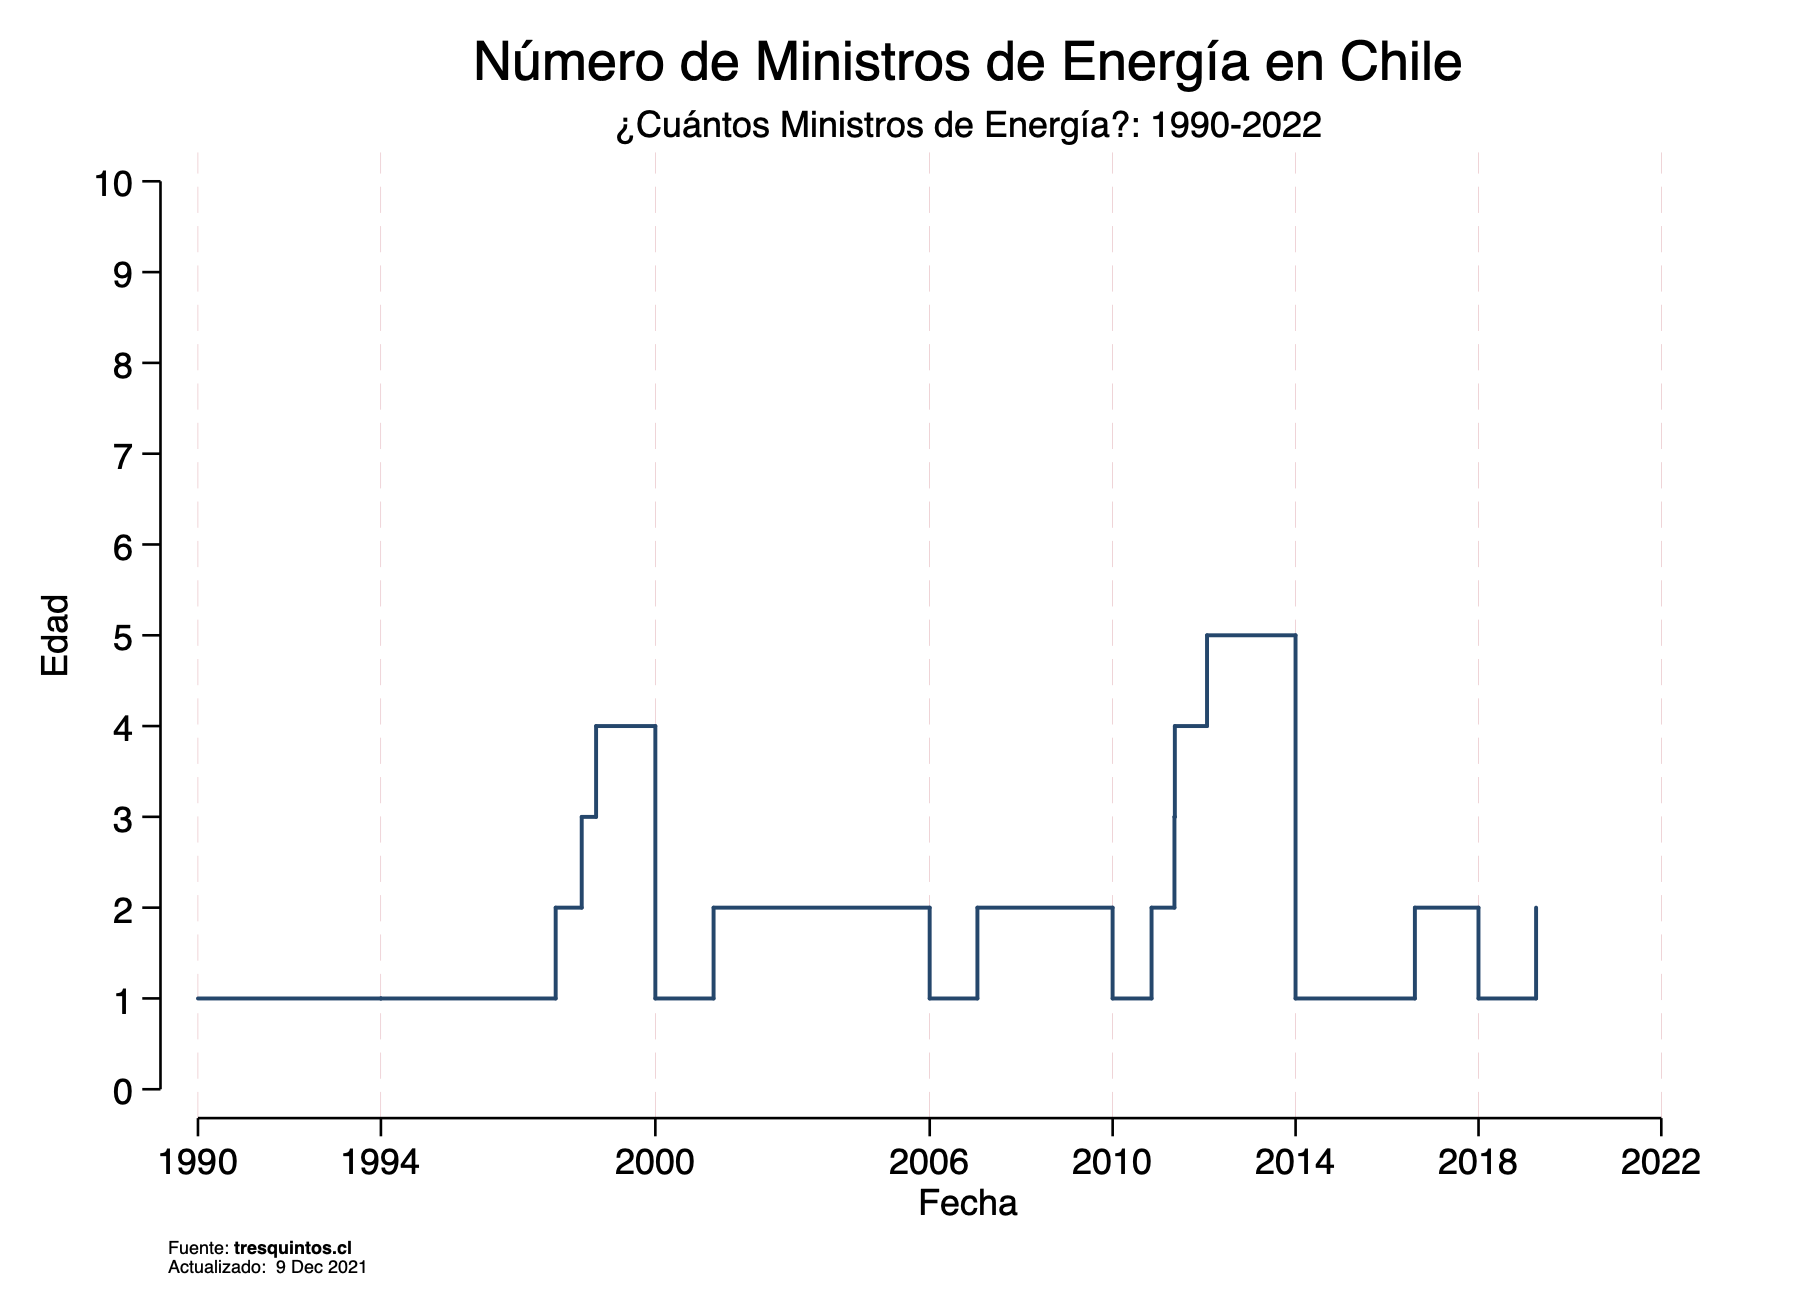 Número de Ministros de Energía en Chile
¿Cuántos Ministros de Energía?: 1990-2022
10
9
8
7
6
5
4
3
2
1
0
Edad
1990 1994 2000 2006 2010 2014 2018 2022
Fecha
Fuente: tresquintos.cl
Actualizado: 9 Dec 2021